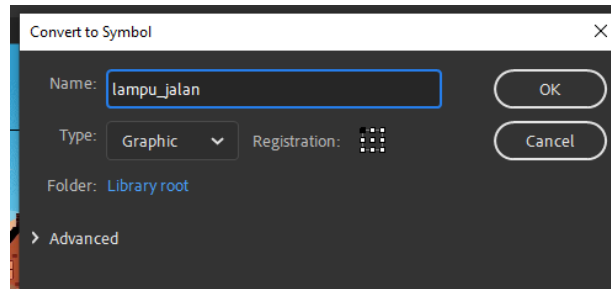 Convert to Symbol
Name: lampu_jalan
OK
Type: Graphic Registration:
Cancel
Folder: Library root
Advanced